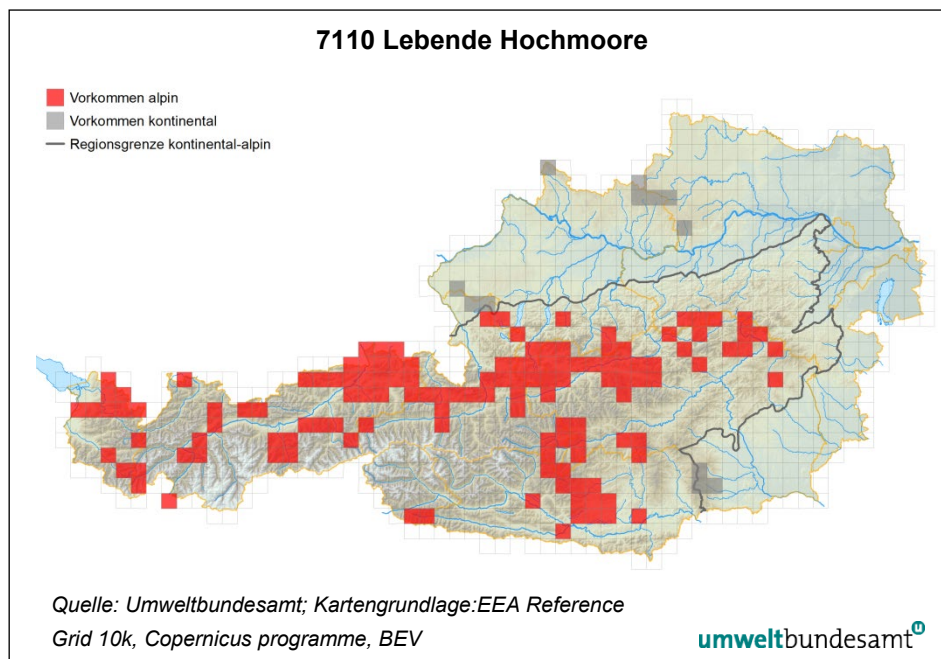 7110 Lebende Hochmoore
Vorkommen alpin
Vorkommen kontinental
Regionsgrenze kontinental-alpin
Quelle: Umweltbundesamt; Kartengrundlage:EEA Reference
Grid 10k, Copernicus programme, BEV
umweltbundesamt u